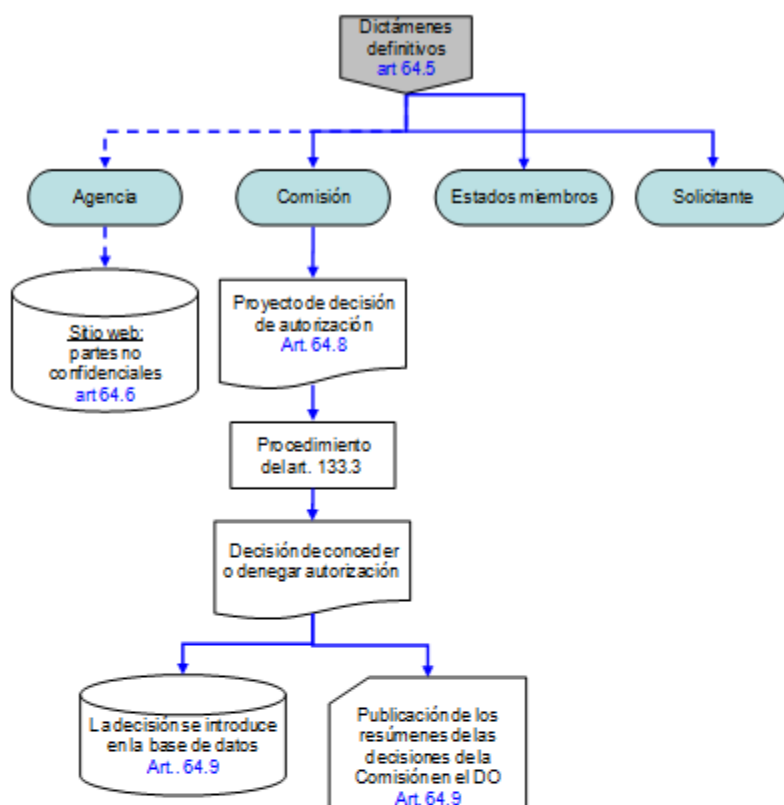 Dictámenes
definitivos
art 64.5
Agencia
Comisión
Estados miembros
Solicitante
Sitio web:
partes no
confidenciales
art 64.6
Proyecto de decisión
de autorización
Art. 64.8
Procedimiento
del art. 133.3
Decisión de conceder
o denegar autorización
La decisión se introduce
en la base de datos
Art.. 64.9
Publicación de los
resúmenes de las
decisiones de la
Comisión en el DO
Art. 64.9